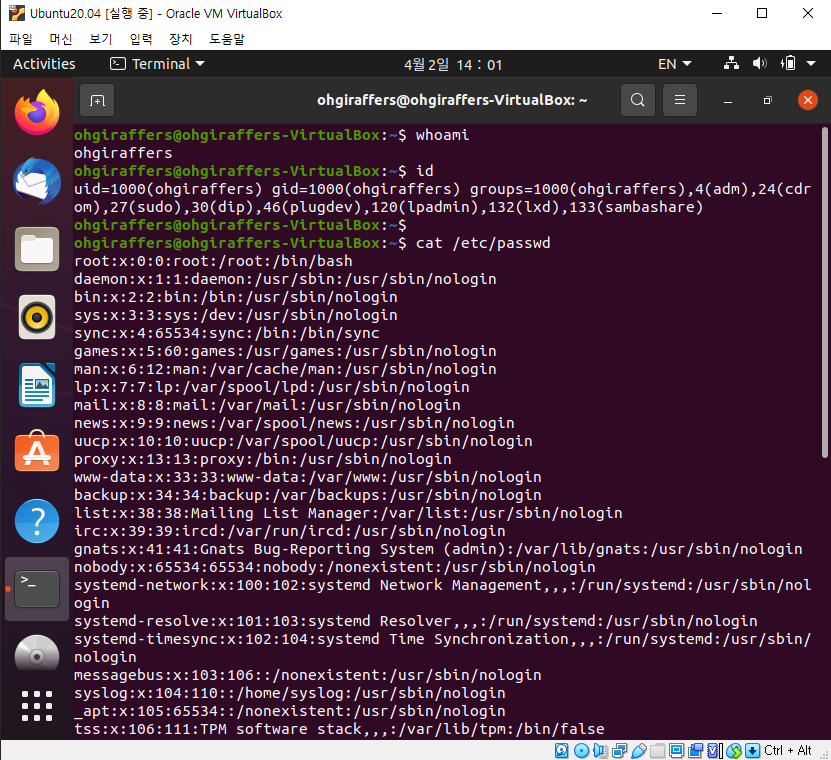 Ubuntu20.04 [실행 중] - Oracle VM VirtualBox
파일 머신 보기 입력 장치 도움말
Activities Terminal 4월 2일 14 : 01 EN
ohgiraffers@ohgiraffers-VirtualBox: ~
ohgiraffers@ohgiraffers-VirtualBox:~$ whoami
ohgiraffers
ohgiraffers@ohgiraffers-VirtualBox:~$ id
uid=1000(ohgiraffers) gid=1000(ohgiraffers) groups=1000(ohgiraffers),4(adm),24(cdr
om),27(sudo),30(dip),46(plugdev),120(lpadmin),132(lxd),133(sambashare)
ohgiraffers@ohgiraffers-VirtualBox:~$
ohgiraffers@ohgiraffers-VirtualBox:~$ cat /etc/passwd
root:x:0:0:root:/root:/bin/bash
daemon:x:1:1:daemon:/usr/sbin:/usr/sbin/nologin
bin:x:2:2:bin:/bin:/usr/sbin/nologin
sys:x:3:3:sys:/dev:/usr/sbin/nologin
sync:x:4:65534:sync:/bin:/bin/sync
games:x:5:60:games:/usr/games:/usr/sbin/nologin
man:x:6:12:man:/var/cache/man:/usr/sbin/nologin
lp:x:7:7:lp:/var/spool/lpd:/usr/sbin/nologin
mail:x:8:8:mail:/var/mail:/usr/sbin/nologin
news:x:9:9:news:/var/spool/news:/usr/sbin/nologin
uucp:x:10:10:uucp:/var/spool/uucp:/usr/sbin/nologin
proxy:x:13:13:proxy:/bin:/usr/sbin/nologin
www-data:x:33:33:www-data:/var/www:/usr/sbin/nologin
backup:x:34:34:backup:/var/backups:/usr/sbin/nologin
list:x:38:38:Mailing List Manager:/var/list:/usr/sbin/nologin
irc:x:39:39:ircd:/var/run/ircd:/usr/sbin/nologin
gnats:x:41:41:Gnats Bug-Reporting System (admin):/var/lib/gnats:/usr/sbin/nologin
nobody:x:65534:65534:nobody:/nonexistent:/usr/sbin/nologin
systemd-network:x:100:102:systemd Network Management,,,:/run/systemd:/usr/sbin/nol
ogin
systemd-resolve:x:101:103:systemd Resolver,,,:/run/systemd:/usr/sbin/nologin
systemd-timesync:x:102:104:systemd Time Synchronization,,,:/run/systemd:/usr/sbin/
nologin
messagebus:x:103:106::/nonexistent:/usr/sbin/nologin
syslog:x:104:110::/home/syslog:/usr/sbin/nologin
_apt:x:105:65534::/nonexistent:/usr/sbin/nologin
tss:x:106:111:TPM software stack,,,:/var/lib/tpm:/bin/false
Ctrl + Alt